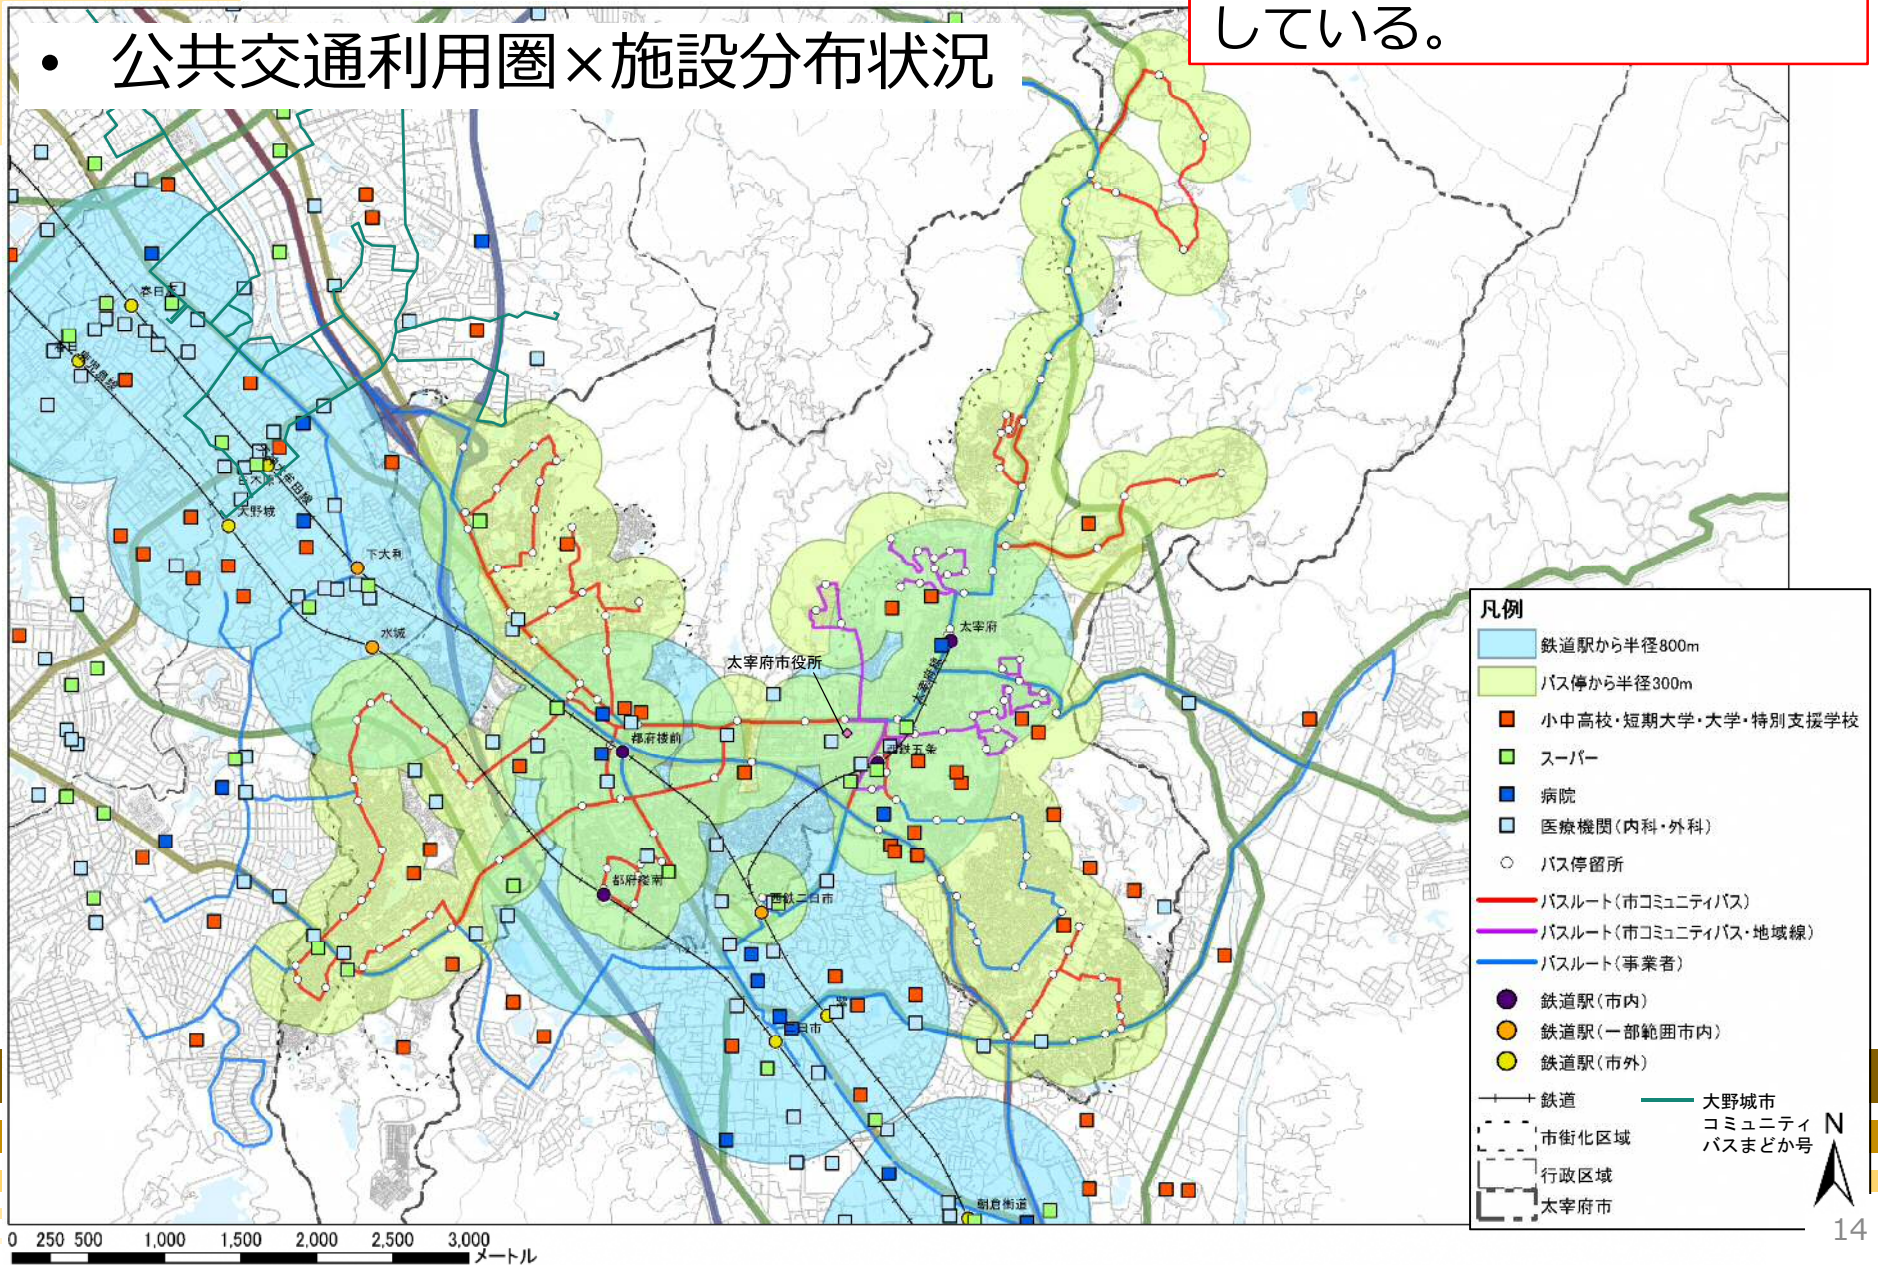 している。
• 公共交通利用圏×施設分布状況
春日原
大野城
下大利
水城
太宰府
太宰府線
太宰府市役所
都府楼前
西鉄五条
都府楼南
西鉄二日市
朝倉街道
凡例
鉄道駅から半径800m
バス停から半径300m
小中高校・短期大学・大学・特別支援学校
スーパー
病院
医療機関(内科・外科)
バス停留所
バスルート(市コミュニティバス)
バスルート(市コミュニティバス・地域線)
バスルート(事業者)
鉄道駅(市内)
鉄道駅(一部範囲市内)
鉄道駅(市外)
鉄道
大野城市
コミュニティ
バスまどか号
市街化区域
行政区域
太宰府市
N
14
0 250 500 1,000 1,500 2,000 2,500 3,000
メートル